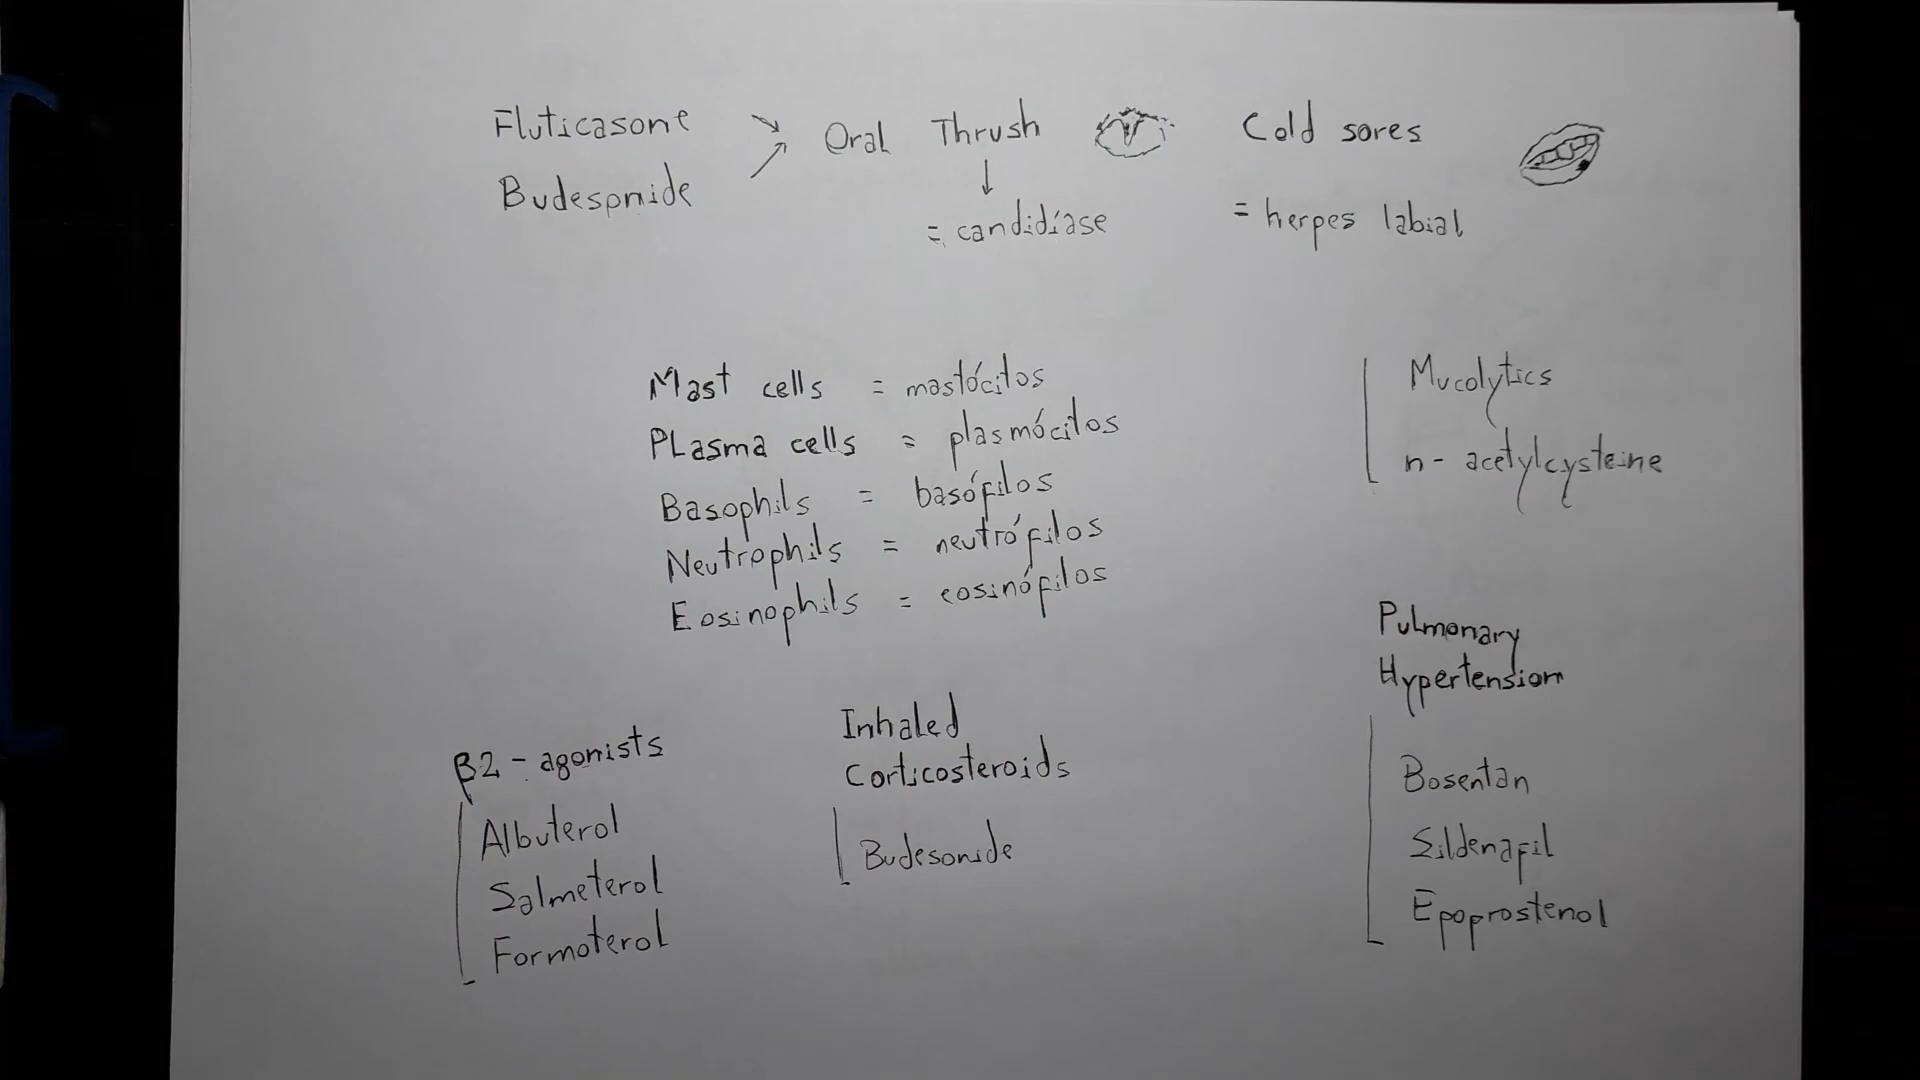 Fluticasone
Budesonide
Oral Thrush
= candidíase
Cold sores
= herpes labial
Mast cells = mastócitos
Plasma cells = plasmócitos
Basophils = basófilos
Neutrophils = neutrófilos
Eosinophils = eosinófilos
Mucolytics
n-acetylcysteine
β2-agonists
Albuterol
Salmeterol
Formoterol
Inhaled
Corticosteroids
Budesonide
Pulmonary
Hypertension
Bosentan
Sildenafil
Epoprostenol